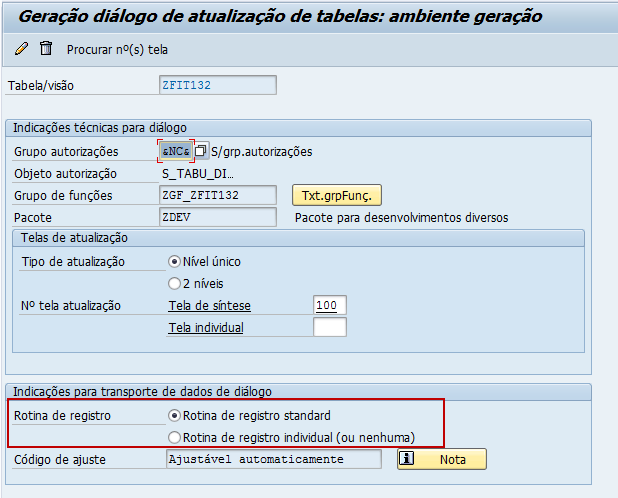 Geração diálogo de atualização de tabelas: ambiente geração
Procurar nº(s) tela
Tabela/visão ZFIT132
Indicações técnicas para diálogo
Grupo autorizações &NC& S/grp.autorizações
Objeto autorização S_TABU_DI...
Grupo de funções ZGF_ZFIT132 Txt.grpFunç.
Pacote ZDEV Pacote para desenvolvimentos diversos
Telas de atualização
Tipo de atualização Nível único
2 níveis
Nº tela atualização Tela de síntese 100
Tela individual
Indicações para transporte de dados de diálogo
Rotina de registro Rotina de registro standard
Rotina de registro individual (ou nenhuma)
Código de ajuste Ajustável automaticamente Nota